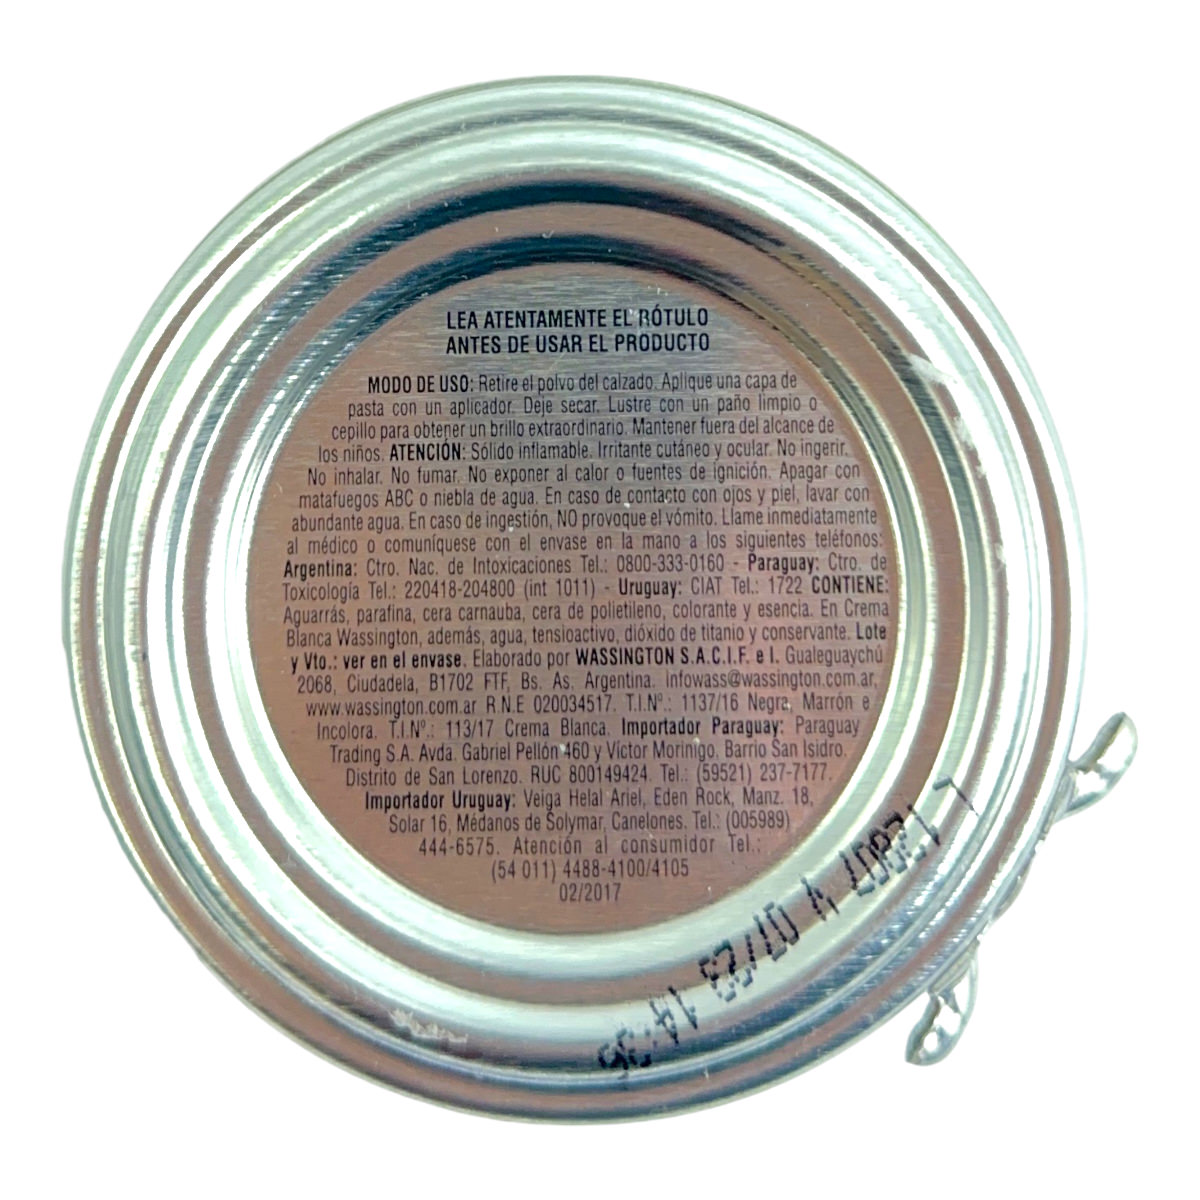 LEA ATENTAMENTE EL RÓTULO
ANTES DE USAR EL PRODUCTO
MODO DE USO: Retire el polvo del calzado. Aplique una capa de
pasta con un aplicador. Deje secar. Lustre con un paño limpio o
cepillo para obtener un brillo extraordinario. Mantener fuera del alcance de
los niños. ATENCIÓN: Sólido inflamable. Irritante cutáneo y ocular. No ingerir.
No inhalar. No fumar. No exponer al calor o fuentes de ignición. Apagar con
matafuegos ABC o niebla de agua. En caso de contacto con ojos y piel, lavar con
abundante agua. En caso de ingestión, NO provoque el vómito. Llame inmediatamente
al médico o comuníquese con el envase en la mano a los siguientes teléfonos:
Argentina: Ctro. Nac. de Intoxicaciones Tel.: 0800-333-0160 - Paraguay: Ctro. de
Toxicología Tel.: 220418-204800 (int 1011) - Uruguay: CIAT Tel.: 1722 CONTIENE:
Aguarrás, parafina, cera carnauba, cera de polietileno, colorante y esencia. En Crema
Blanca Wassington, además, agua, tensioactivo, dióxido de titanio y conservante. Lote
y Vto.: ver en el envase. Elaborado por WASSINGTON S.A.C.I.F. e I. Gualeguaychú
2068, Ciudadela, B1702 FTF, Bs. As. Argentina. Infowass@wassington.com.ar,
www.wassington.com.ar R.N.E 020034517. T.I.Nº.: 1137/16 Negra, Marrón e
Incolora. T.I.Nº.: 113/17 Crema Blanca. Importador Paraguay: Paraguay
Trading S.A. Avda. Gabriel Pellón 460 y Víctor Morinigo. Barrio San Isidro.
Distrito de San Lorenzo. RUC 800149424. Tel.: (59521) 237-7177.
Importador Uruguay: Veiga Helal Ariel, Eden Rock, Manz. 18,
Solar 16, Médanos de Solymar, Canelones. Tel.: (005989)
444-6575. Atención al consumidor Tel.:
(54 011) 4488-4100/4105
02/2017
L 12807 V 07/29 14:35